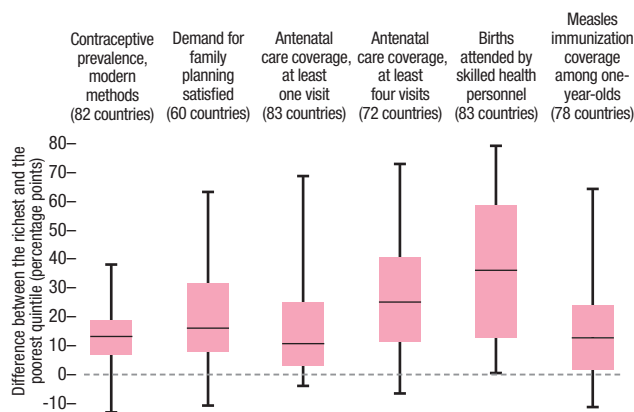 Contraceptive
prevalence,
modern
methods
(82 countries)
Demand for
family
planning
satisfied
(60 countries)
Antenatal
care coverage,
at least
one visit
(83 countries)
Antenatal
care coverage,
at least
four visits
(72 countries)
Births
attended by
skilled health
personnel
(83 countries)
Measles
immunization
coverage
among one-
year-olds
(78 countries)
Difference between the richest and the
poorest quintile (percentage points)
80
70
60
50
40
30
20
10
0
-10